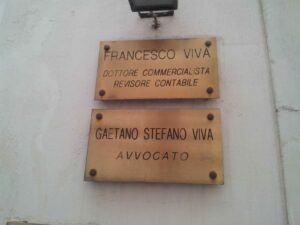 FRANCESCO VIVA
DOTTORE COMMERCIALISTA
REVISORE CONTABILE
GAETANO STEFANO VIVA
AVVOCATO